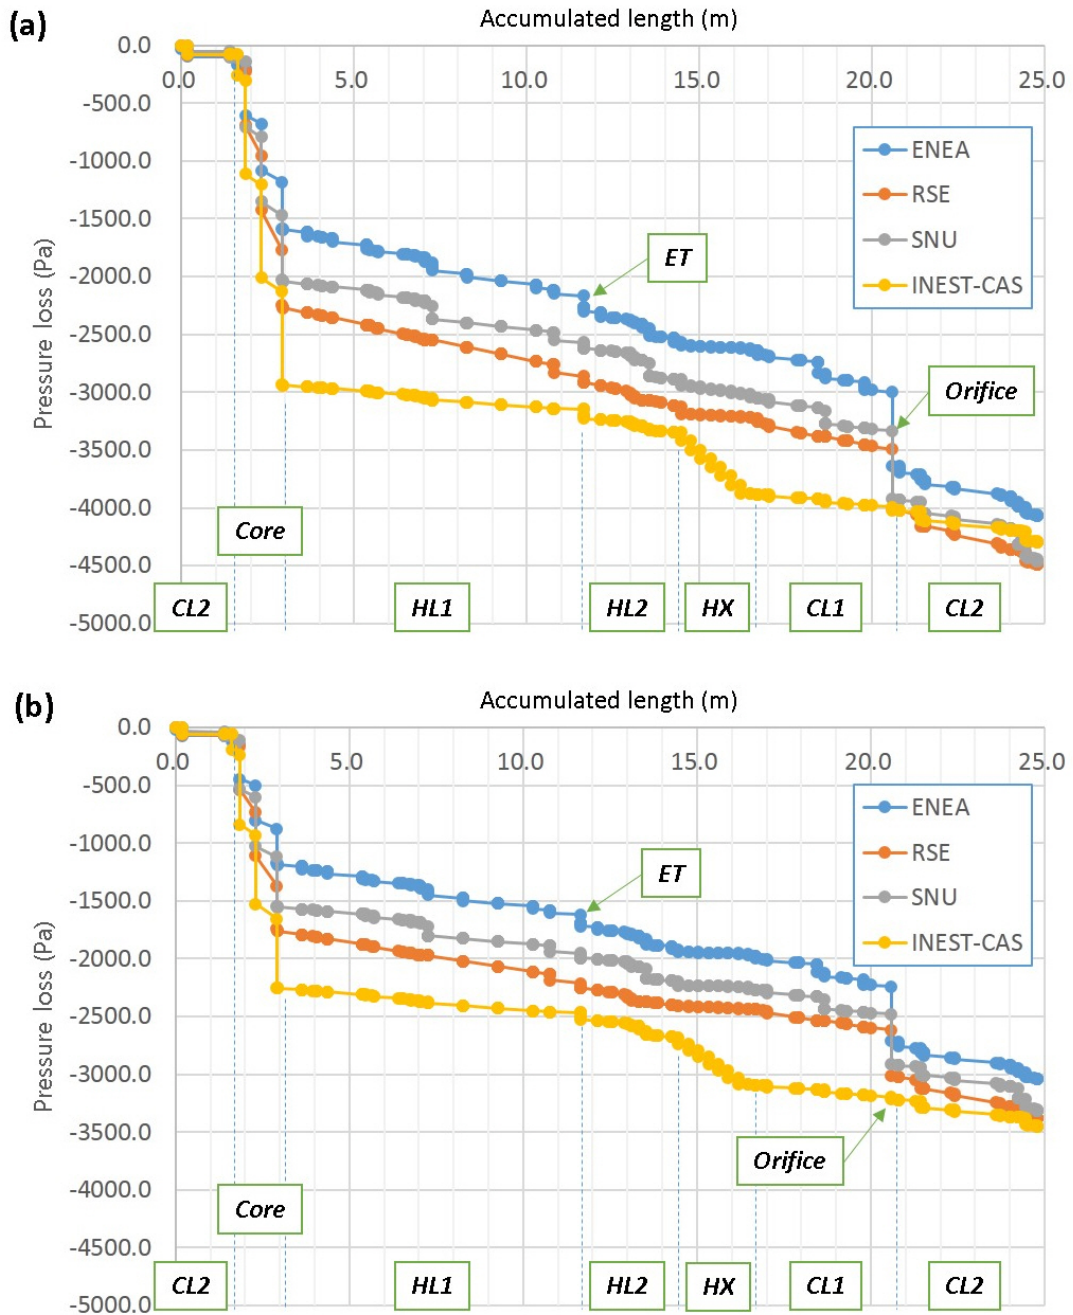 (a)
Accumulated length (m)
0.0
0.0 5.0 10.0 15.0 20.0 25.0
-500.0
-1000.0
-1500.0
-2000.0
-2500.0
-3000.0
-3500.0
-4000.0
-4500.0
-5000.0
Pressure loss (Pa)
ENEA
RSE
SNU
INEST-CAS
ET
Orifice
Core
CL2 HL1 HL2 HX CL1 CL2
(b)
Accumulated length (m)
0.0
0.0 5.0 10.0 15.0 20.0 25.0
-500.0
-1000.0
-1500.0
-2000.0
-2500.0
-3000.0
-3500.0
-4000.0
-4500.0
-5000.0
Pressure loss (Pa)
ENEA
RSE
SNU
INEST-CAS
ET
Orifice
Core
CL2 HL1 HL2 HX CL1 CL2